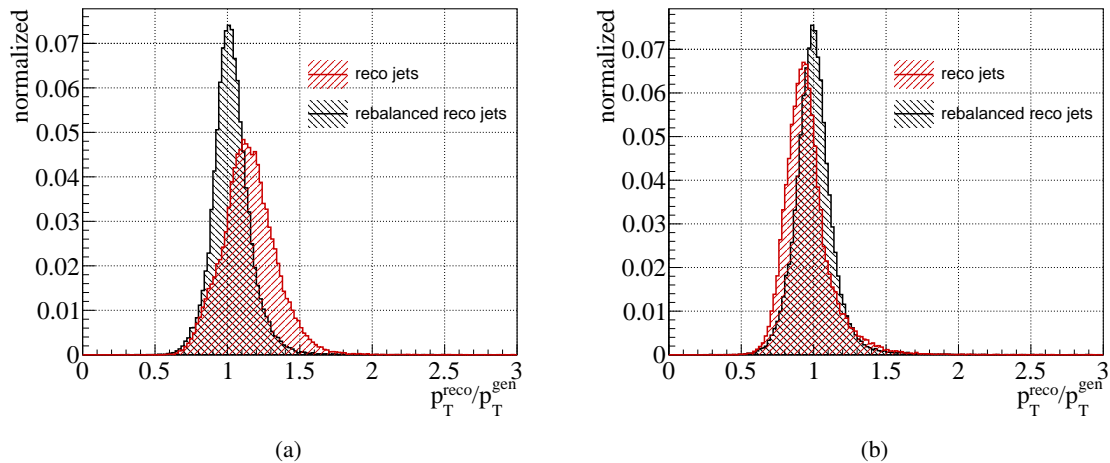 normalized
0.07
0.06
0.05
0.04
0.03
0.02
0.01
0
reco jets
rebalanced reco jets
0 0.5 1 1.5 2 2.5 3
p_T^reco/p_T^gen
(a)
normalized
0.07
0.06
0.05
0.04
0.03
0.02
0.01
0
reco jets
rebalanced reco jets
0 0.5 1 1.5 2 2.5 3
p_T^reco/p_T^gen
(b)